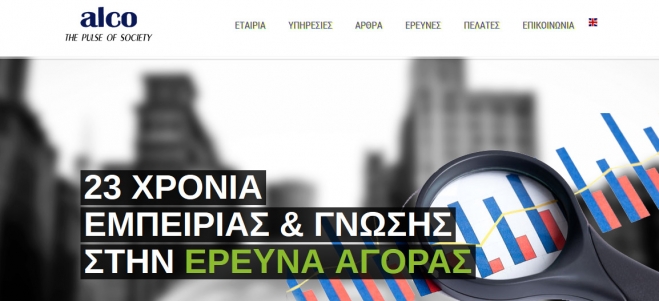 alco
THE PULSE OF SOCIETY
ΕΤΑΙΡΙΑ ΥΠΗΡΕΣΙΕΣ ΑΡΘΡΑ ΕΡΕΥΝΕΣ ΠΕΛΑΤΕΣ ΕΠΙΚΟΙΝΩΝΙΑ
23 ΧΡΟΝΙΑ
ΕΜΠΕΙΡΙΑΣ & ΓΝΩΣΗΣ
ΣΤΗΝ ΕΡΕΥΝΑ ΑΓΟΡΑΣ